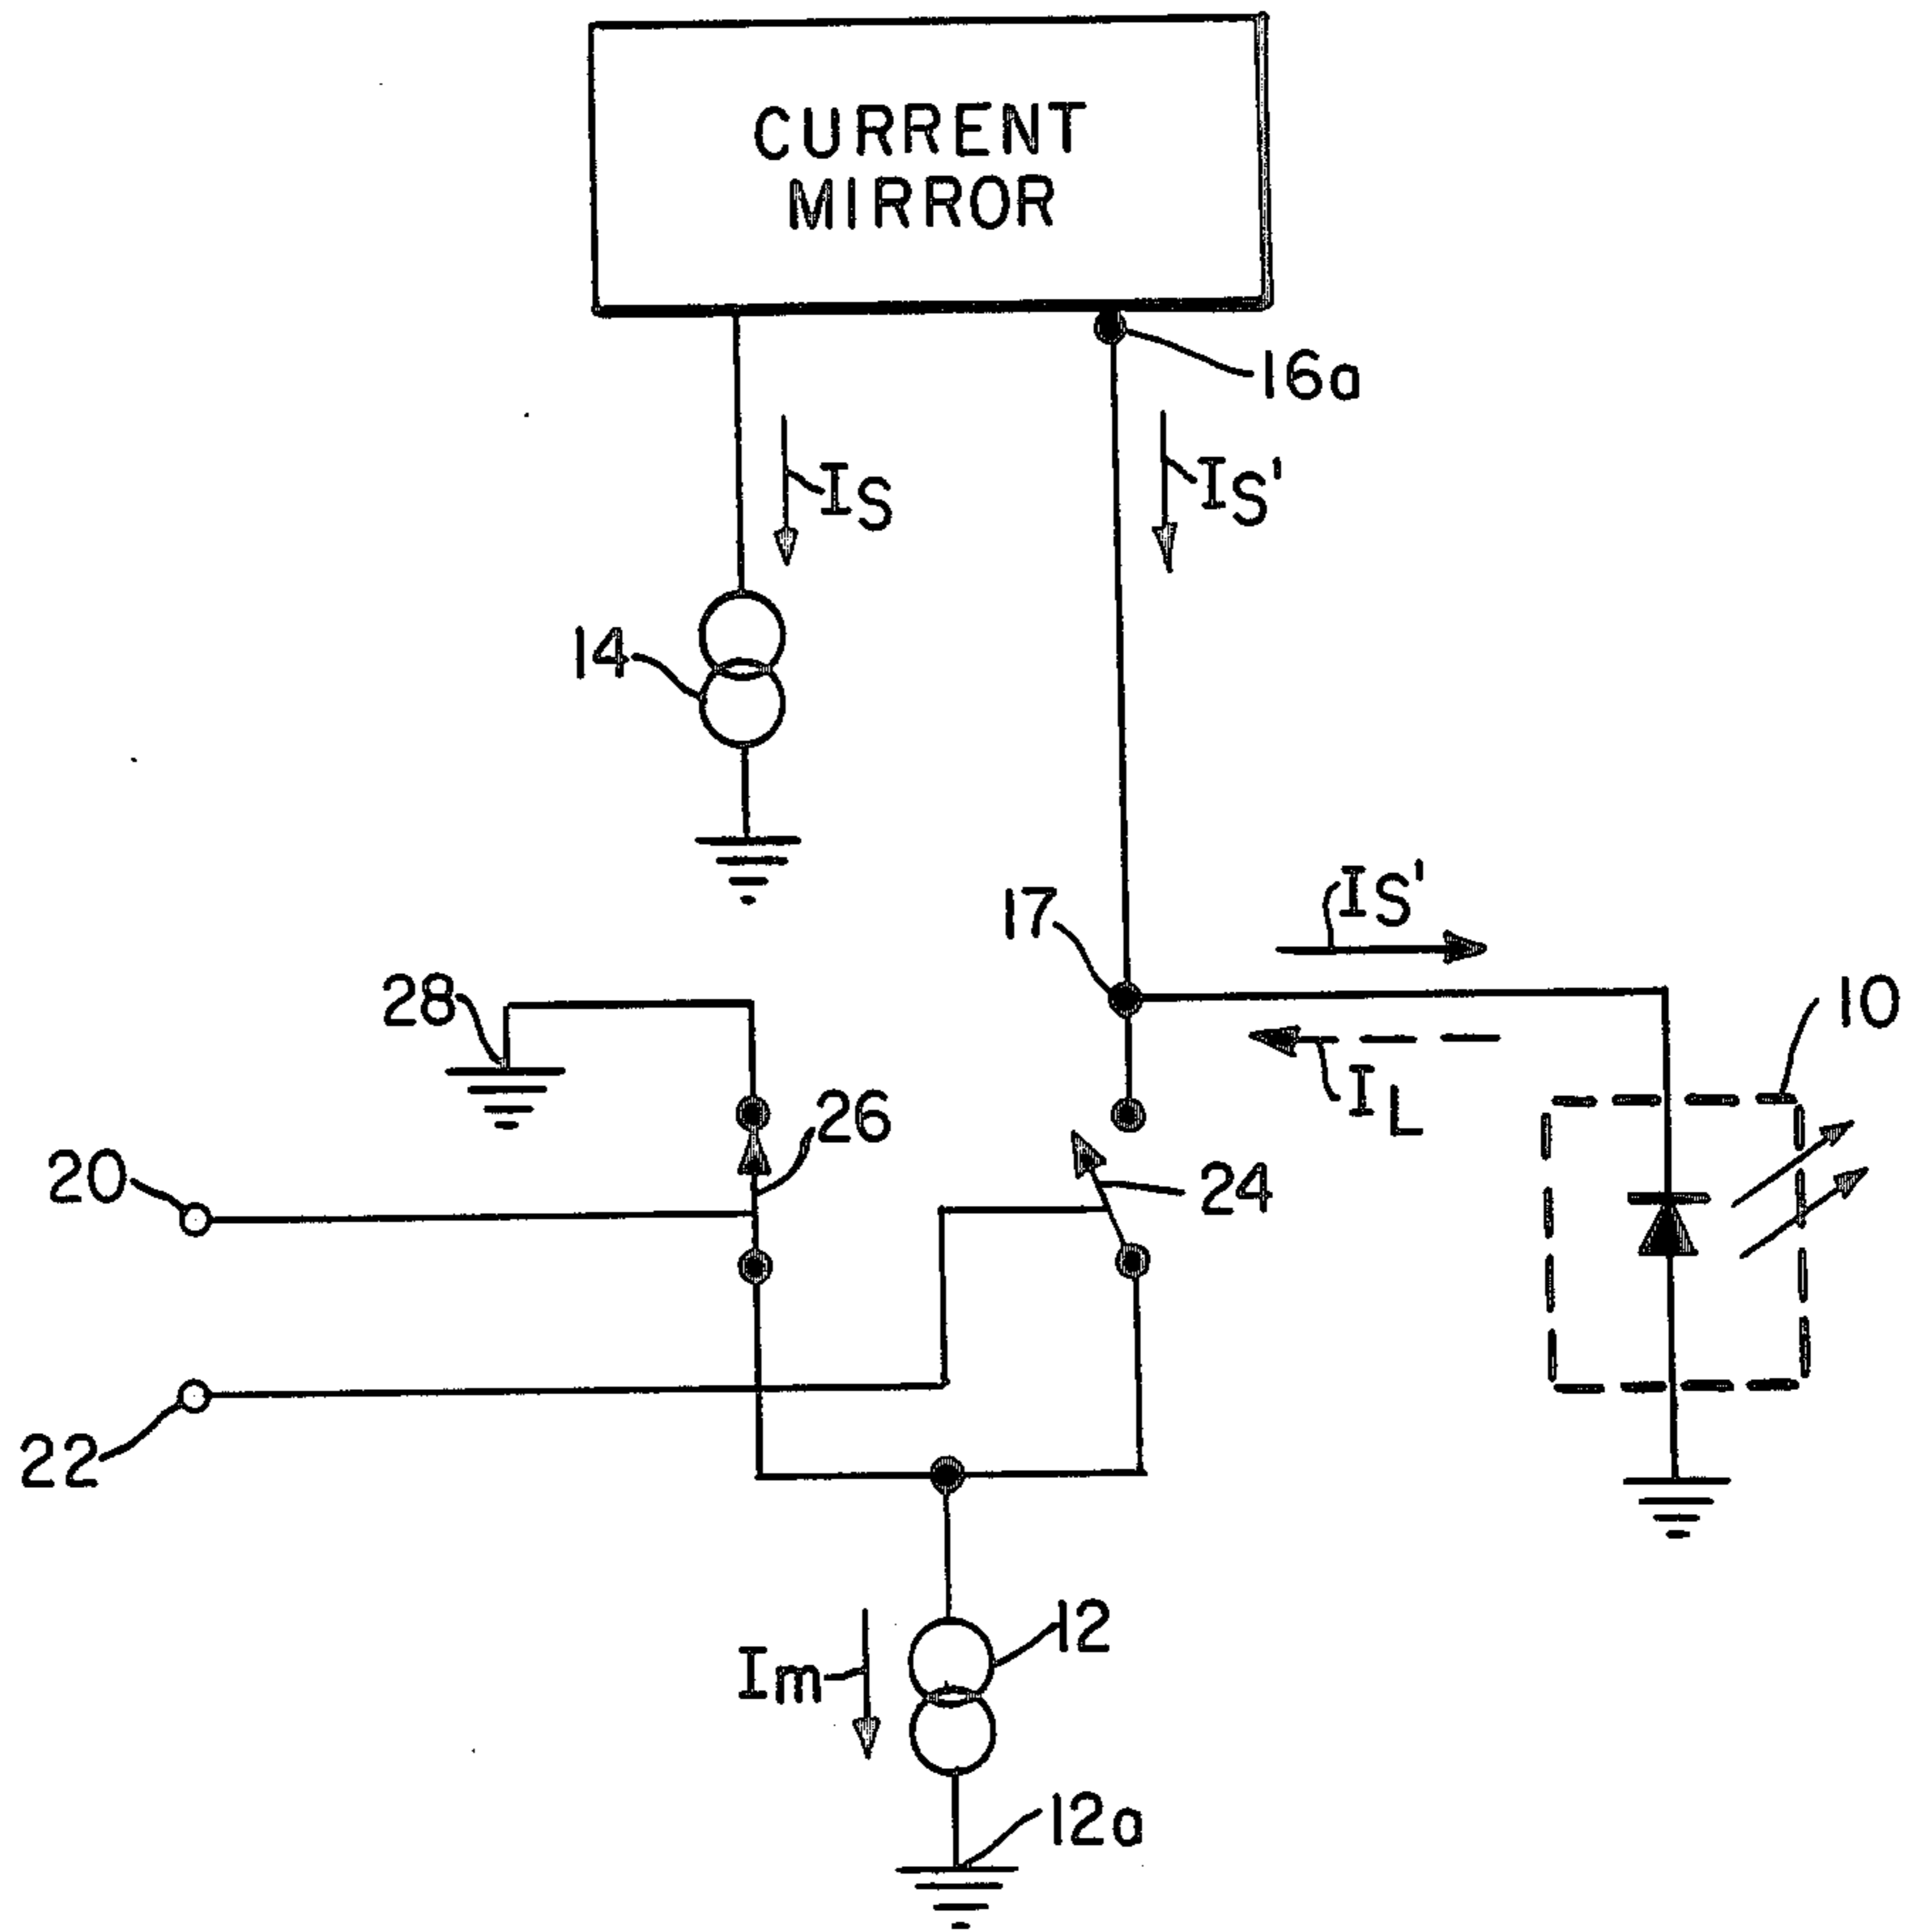 CURRENT
MIRROR
16a
IS
IS'
14
17
IS'
28
10
26
IL
20
24
22
12
Im
12a